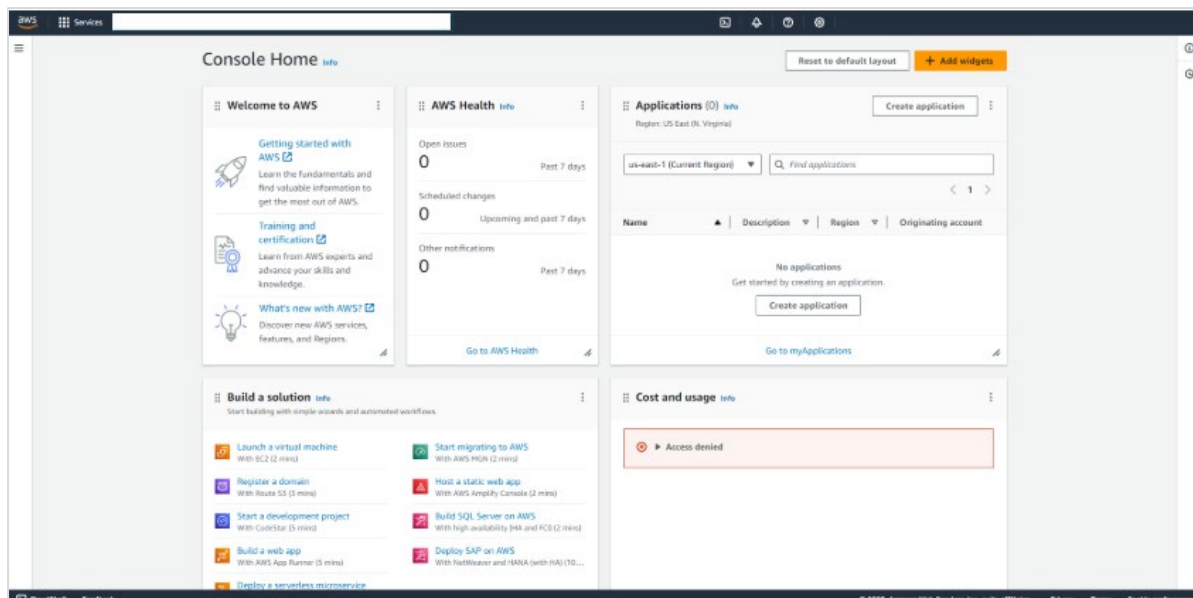 aws
Services
Console Home Info
Reset to default layout
+ Add widgets
Welcome to AWS
Getting started with
AWS
Learn the fundamentals and
find valuable information to
get the most out of AWS.
Training and
certification
Learn from AWS experts and
advance your skills and
knowledge.
What's new with AWS?
Discover new AWS services,
features, and Regions.
AWS Health Info
Open issues
0
Past 7 days
Scheduled changes
0
Upcoming and past 7 days
Other notifications
0
Past 7 days
Go to AWS Health
Applications (0) Info
Create application
Region: US East (N. Virginia)
us-east-1 (Current Region)
Find applications
1
Name
Description
Region
Originating account
No applications
Get started by creating an application.
Create application
Go to myApplications
Build a solution Info
Start building with simple wizards and automated workflows.
Launch a virtual machine
With EC2 (2 mins)
Register a domain
With Route 53 (3 mins)
Start a development project
With CodeStar (5 mins)
Build a web app
With AWS App Runner (5 mins)
Deploy a serverless microservice
Start migrating to AWS
With AWS MGN (2 mins)
Host a static web app
With AWS Amplify Console (2 mins)
Build SQL Server on AWS
With high availability (HA and FCI) (2 mins)
Deploy SAP on AWS
With NetWeaver and HANA (with HA) (10...
Cost and usage Info
Access denied